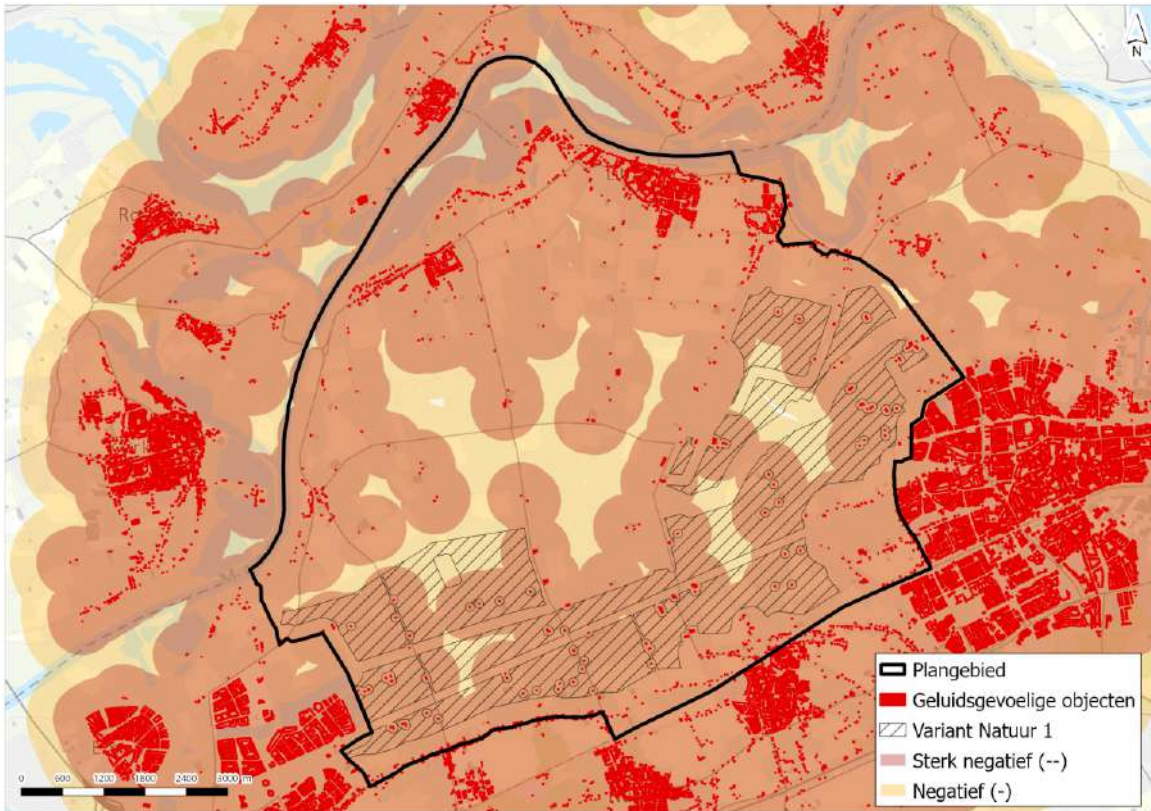 N
Plangebied
Geluidsgevoelige objecten
Variant Natuur 1
Sterk negatief (--)
Negatief (-)
0 600 1200 1800 2400 3000 m